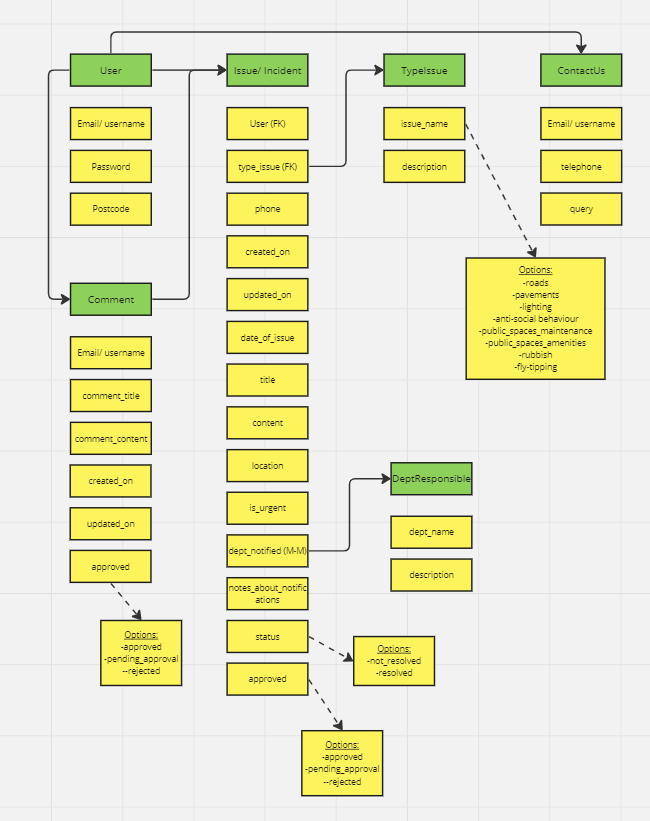 User
Issue/ Incident
TypeIssue
ContactUs
Email/ username
Password
Postcode
User (FK)
type_issue (FK)
phone
created_on
updated_on
date_of_issue
title
content
location
is_urgent
dept_notified (M-M)
notes_about_notific
ations
status
approved
issue_name
description
Email/ username
telephone
query
Options:
-roads
-pavements
-lighting
-anti-social behaviour
-public_spaces_maintenance
-public_spaces_amenities
-rubbish
-fly-tipping
Comment
Email/ username
comment_title
comment_content
created_on
updated_on
approved
Options:
-approved
-pending_approval
--rejected
DeptResponsible
dept_name
description
Options:
-not_resolved
-resolved
Options:
-approved
-pending_approval
--rejected